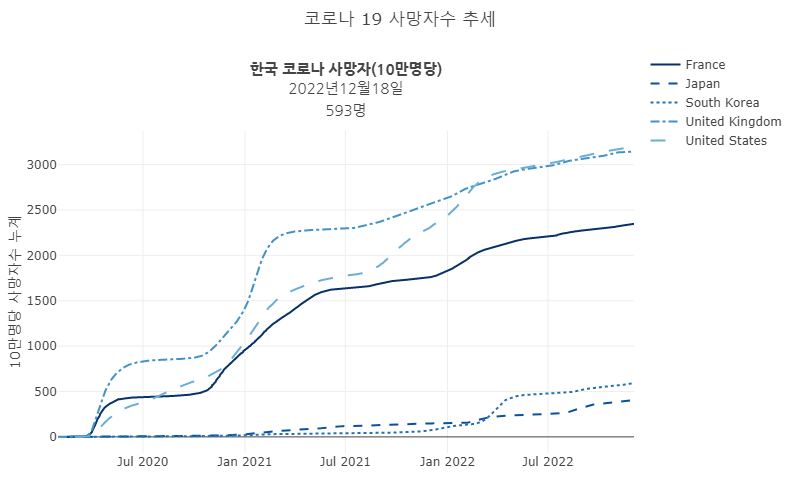 코로나 19 사망자수 추세
한국 코로나 사망자(10만명당)
2022년12월18일
593명
France
Japan
South Korea
United Kingdom
United States
10만명당 사망자수 누계
3000
2500
2000
1500
1000
500
0
Jul 2020
Jan 2021
Jul 2021
Jan 2022
Jul 2022